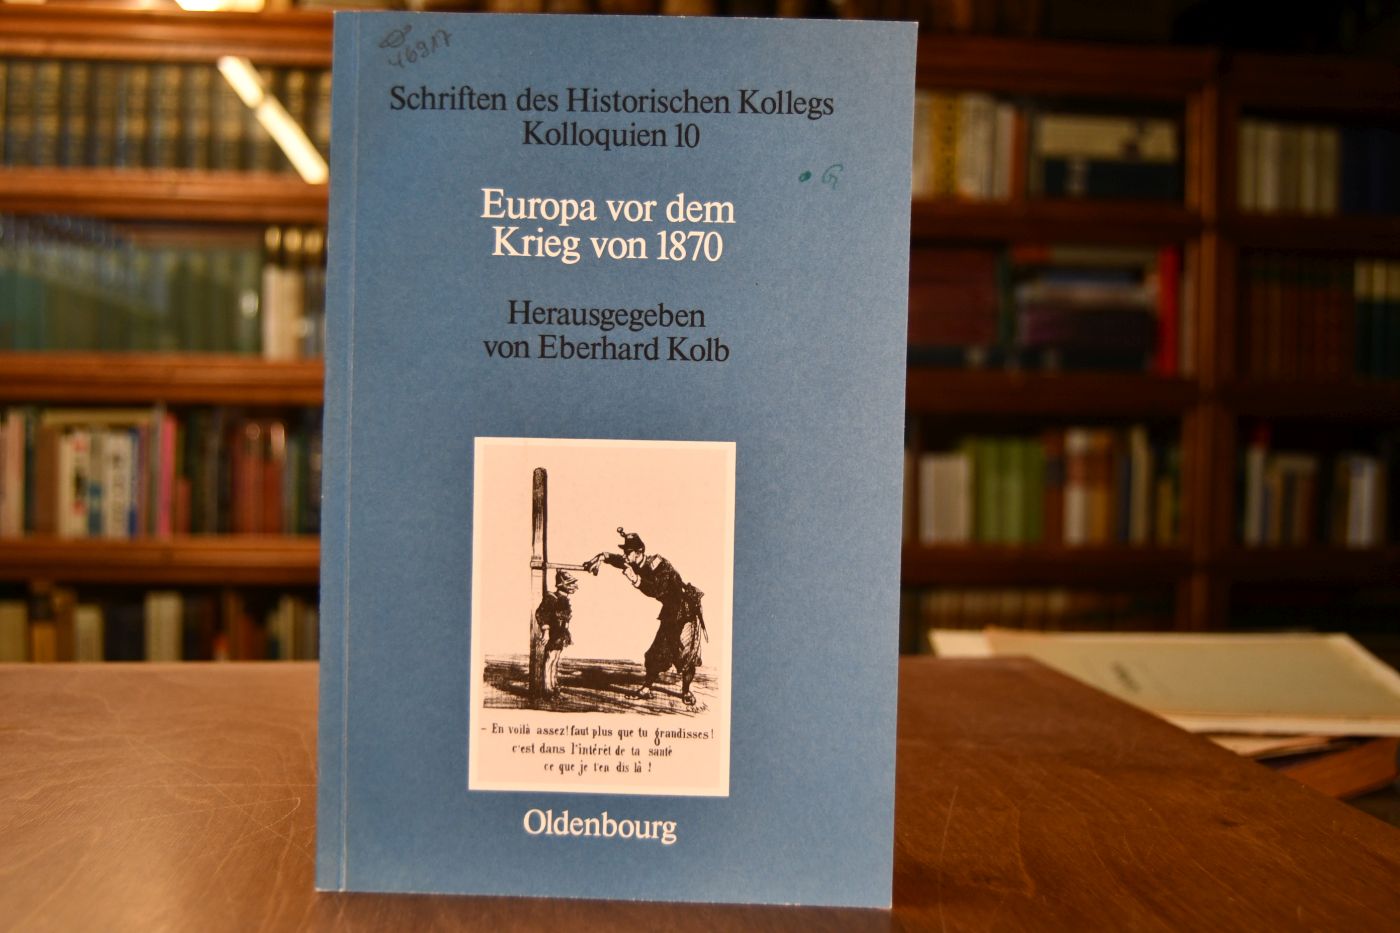 46917
Schriften des Historischen Kollegs
Kolloquien 10
Europa vor dem
Krieg von 1870
Herausgegeben
von Eberhard Kolb
- En voilà assez! faut plus que tu grandisses!
c'est dans l'intérêt de ta santé
ce que je t'en dis là !
Oldenbourg